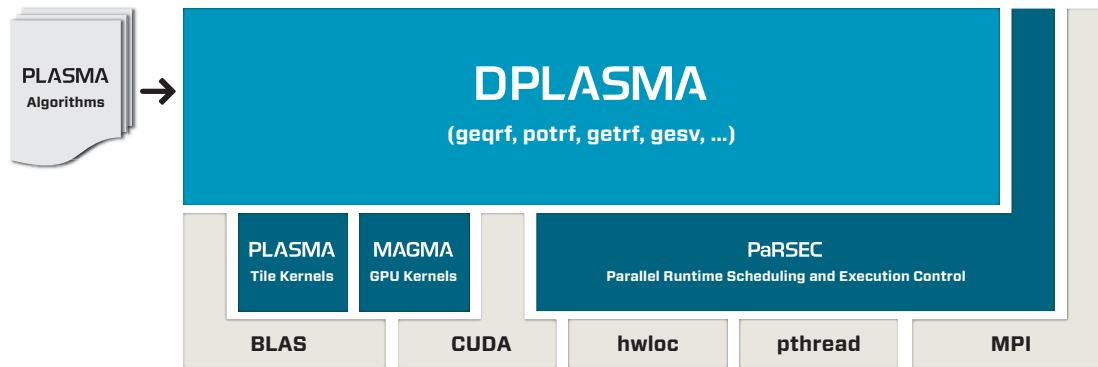 PLASMA
Algorithms
DPLASMA
(geqrf, potrf, getrf, gesv, ...)
PLASMA
Tile Kernels
MAGMA
GPU Kernels
PaRSEC
Parallel Runtime Scheduling and Execution Control
BLAS
CUDA
hwloc
pthread
MPI